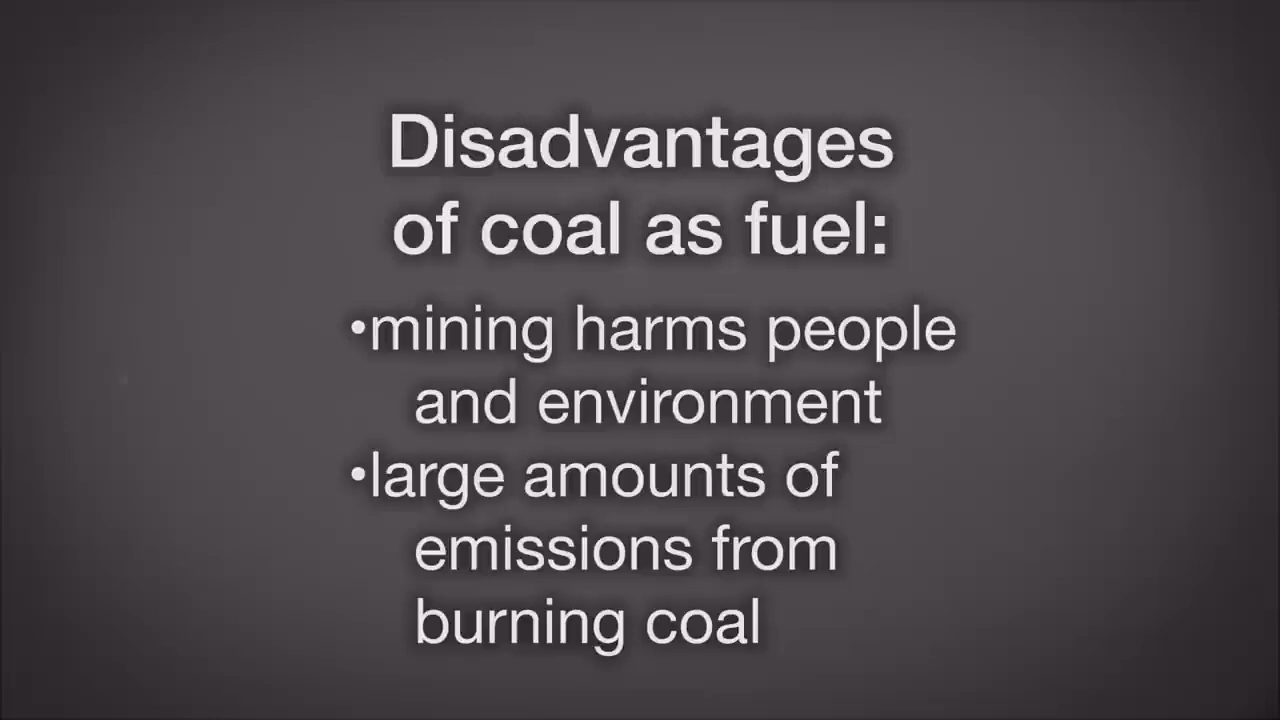 Disadvantages
of coal as fuel:
•mining harms people
and environment
•large amounts of
emissions from
burning coal